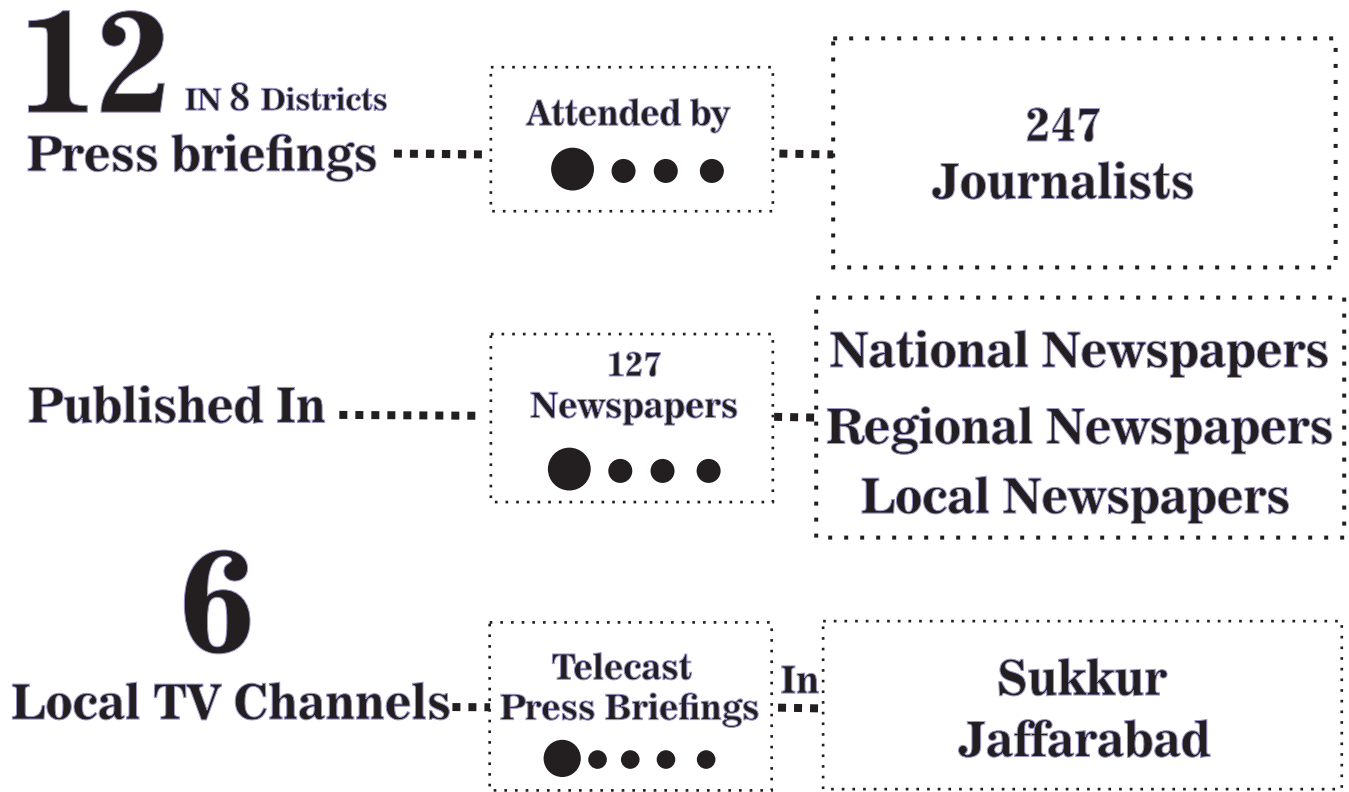 12 IN 8 Districts
Press briefings
Attended by
247
Journalists
Published In
127
Newspapers
National Newspapers
Regional Newspapers
Local Newspapers
6
Local TV Channels
Telecast
Press Briefings
In
Sukkur
Jaffarabad